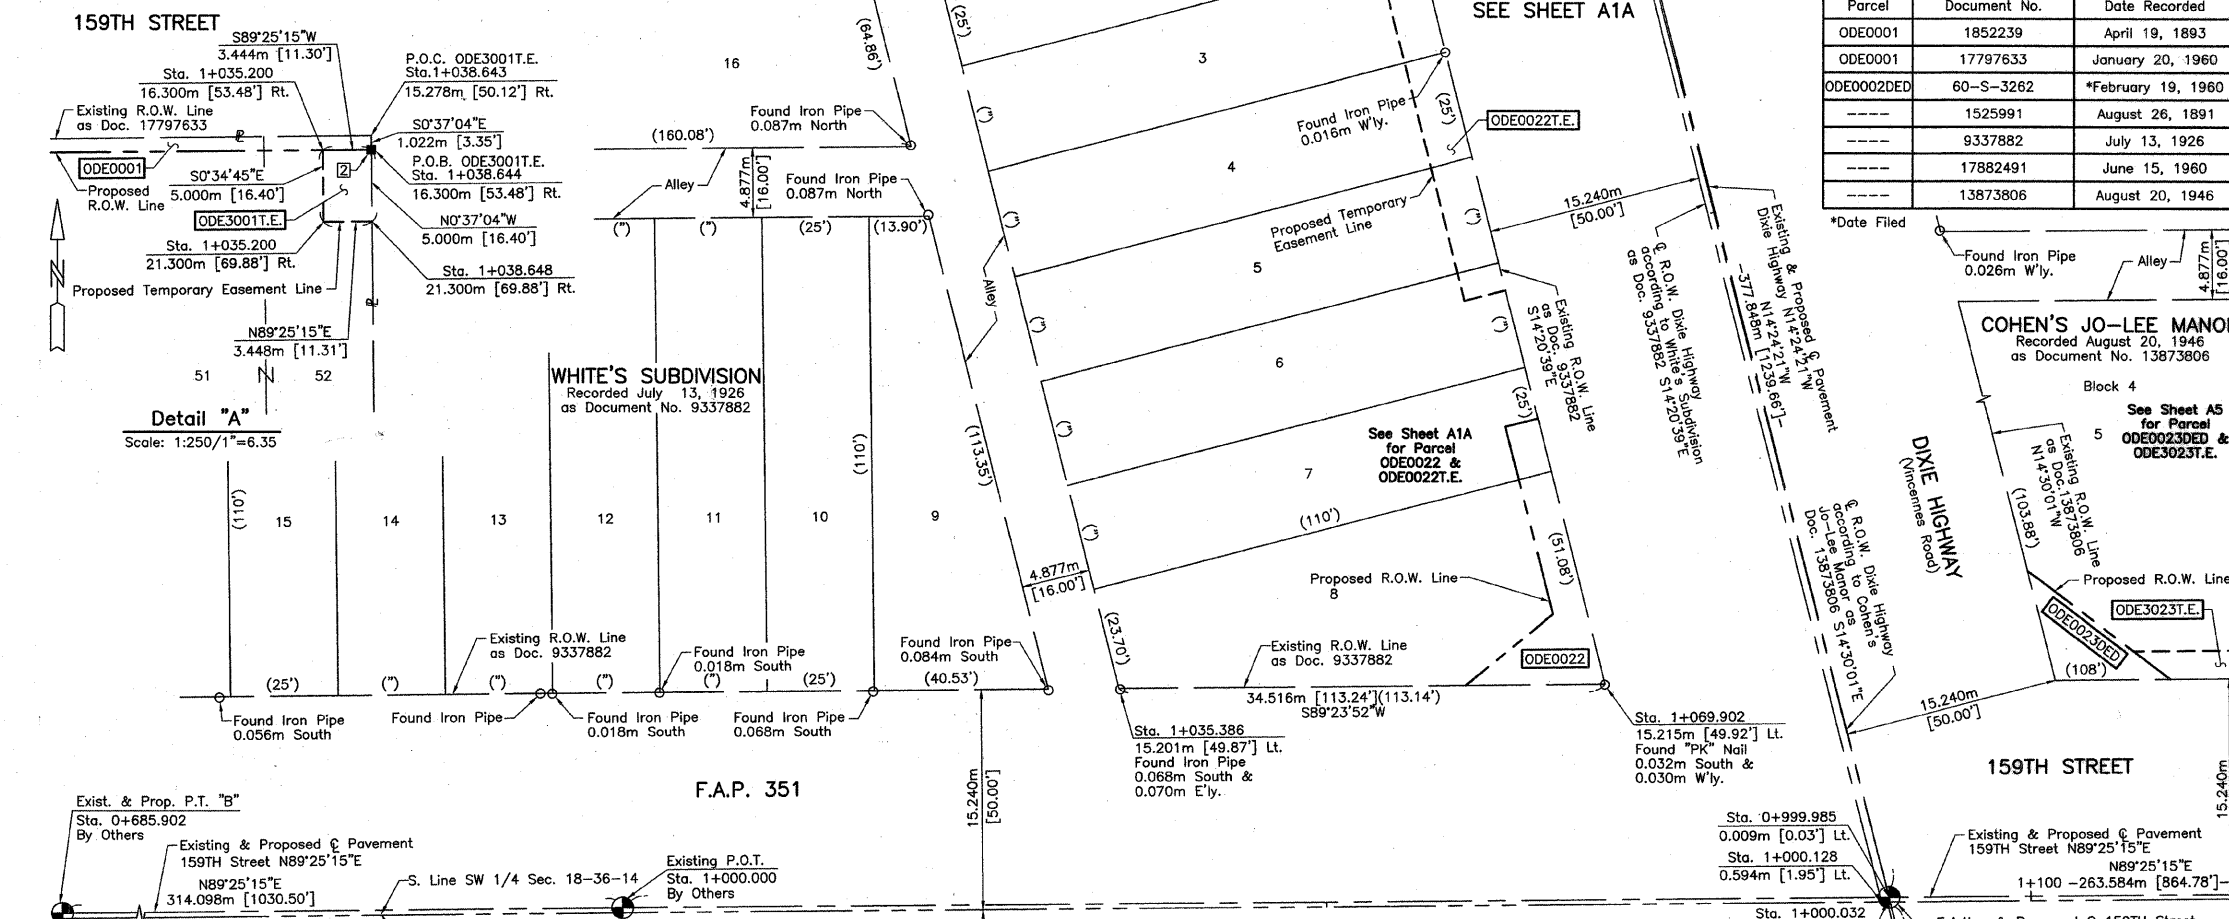 159TH STREET
S89°25'15"W
3.444m [11.30']
Sta. 1+035.200
16.300m [53.48'] Rt.
P.O.C. ODE3001T.E.
Sta.1+038.643
15.278m [50.12'] Rt.
Existing R.O.W. Line
as Doc. 17797633
S0°37'04"E
1.022m [3.35']
P.O.B. ODE3001T.E.
Sta. 1+038.644
16.300m [53.48'] Rt.
ODE0001
2
Proposed
R.O.W. Line
S0°34'45"E
5.000m [16.40']
ODE3001T.E.
N0°37'04"W
5.000m [16.40']
Sta. 1+035.200
21.300m [69.88'] Rt.
Sta. 1+038.648
21.300m [69.88'] Rt.
Proposed Temporary Easement Line
N
N89°25'15"E
3.448m [11.31']
51
52
Detail "A"
Scale: 1:250/1"=6.35
16
(64.86')
(25')
(160.08')
Found Iron Pipe
0.087m North
Alley
4.877m
[16.00']
Found Iron Pipe
0.087m North
(")
(")
(25')
(13.90')
WHITE'S SUBDIVISION
Recorded July 13, 1926
as Document No. 9337882
Alley
(113.35')
(110')
(110')
15
14
13
12
11
10
9
Existing R.O.W. Line
as Doc. 9337882
Found Iron Pipe
0.018m South
Found Iron Pipe
0.084m South
(25')
(")
(")
(")
(")
(25')
(40.53')
Found Iron Pipe
0.056m South
Found Iron Pipe
Found Iron Pipe
0.018m South
Found Iron Pipe
0.068m South
F.A.P. 351
15.240m
[50.00']
Exist. & Prop. P.T. "B"
Sta. 0+685.902
By Others
Existing & Proposed ℄ Pavement
159TH Street N89°25'15"E
N89°25'15"E
314.098m [1030.50']
S. Line SW 1/4 Sec. 18-36-14
Existing P.O.T.
Sta. 1+000.000
By Others
SEE SHEET A1A
3
(")
Found Iron Pipe
0.016m W'ly.
(25')
ODE0022T.E.
4
(")
(")
Proposed Temporary
Easement Line
5
(")
(")
Existing R.O.W. Line
as Doc. 9337882
S14°20'39"E
6
(")
(25')
See Sheet A1A
for Parcel
ODE0022 &
ODE0022T.E.
7
(")
(110')
(51.08')
4.877m
[16.00']
Proposed R.O.W. Line
8
(23.70')
Existing R.O.W. Line
as Doc. 9337882
ODE0022
34.516m [113.24'](113.14')
S89°23'52"W
Sta. 1+035.386
15.201m [49.87'] Lt.
Found Iron Pipe
0.068m South &
0.070m E'ly.
Sta. 1+069.902
15.215m [49.92'] Lt.
Found "PK" Nail
0.032m South &
0.030m W'ly.
15.240m
[50.00']
℄ R.O.W. Dixie Highway
according to White's Subdivision
as Doc. 9337882 S14°20'39"E
Existing & Proposed ℄ Pavement
Dixie Highway N14°24'21"W
N14°24'21"W
-377.848m [1239.66']-
DIXIE HIGHWAY
(Vincennes Road)
℄ R.O.W. Dixie Highway
according to Cohen's
Jo-Lee Manor as
Doc. 13873806 S14°30'01"E
Parcel Document No. Date Recorded
ODE0001 1852239 April 19, 1893
ODE0001 17797633 January 20, 1960
ODE0002DED 60-S-3262 *February 19, 1960
---- 1525991 August 26, 1891
---- 9337882 July 13, 1926
---- 17882491 June 15, 1960
---- 13873806 August 20, 1946
*Date Filed
Found Iron Pipe
0.026m W'ly.
Alley
4.877m
[16.00']
COHEN'S JO-LEE MANO
Recorded August 20, 1946
as Document No. 13873806
Block 4
See Sheet A5
for Parcel
ODE0023DED &
ODE3023T.E.
5
Existing R.O.W. Line
as Doc.13873806
N14°30'01"W
(103.88')
Proposed R.O.W. Line
ODE0023DED
ODE3023T.E.
(108')
15.240m
[50.00']
159TH STREET
15.240m
Sta. 0+999.985
0.009m [0.03'] Lt.
Sta. 1+000.128
0.594m [1.95'] Lt.
Sta. 1+000.032
Existing & Proposed ℄ Pavement
159TH Street N89°25'15"E
N89°25'15"E
1+100 -263.584m [864.78']-